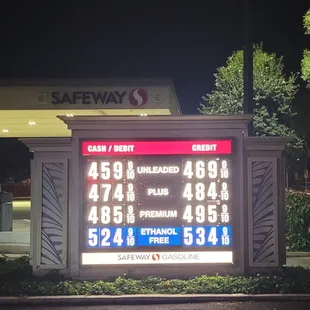 SAFEWAY
CASH / DEBIT CREDIT
459 9/10 UNLEADED 469 9/10
474 9/10 PLUS 484 9/10
485 9/10 PREMIUM 495 9/10
524 9/10 ETHANOL FREE 534 9/10
SAFEWAY GASOLINE